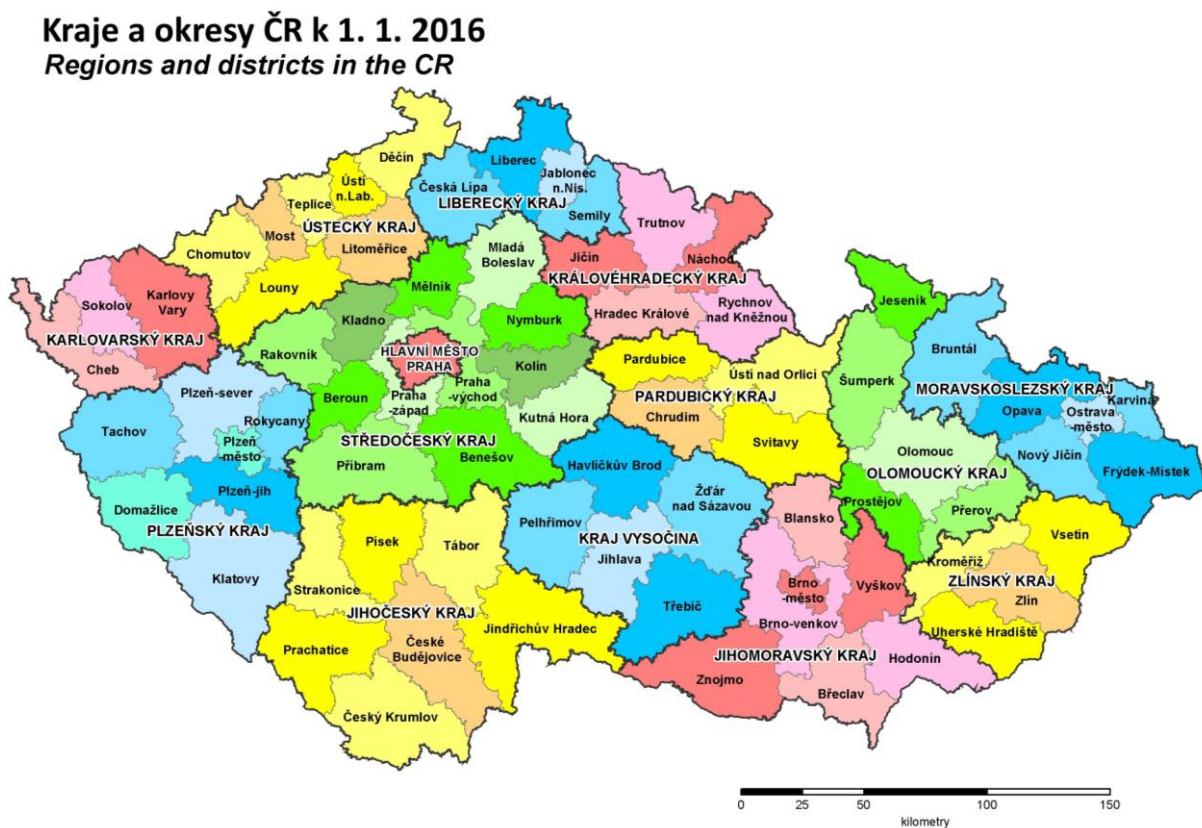 Kraje a okresy ČR k 1. 1. 2016
Regions and districts in the CR
Děčín
Liberec
Ústí
n.Lab.
Jablonec
n.Nis.
Česká Lípa
Teplice
LIBERECKÝ KRAJ
Semily
Trutnov
ÚSTECKÝ KRAJ
Most
Litoměřice
Chomutov
Mladá
Boleslav
Jičín
Náchod
KRÁLOVÉHRADECKÝ KRAJ
Louny
Mělník
Karlovy
Vary
Sokolov
Jeseník
Rychnov
nad Kněžnou
Hradec Králové
Kladno
Nymburk
KARLOVARSKÝ KRAJ
Bruntál
Rakovník
HLAVNÍ MĚSTO
PRAHA
Pardubice
Cheb
Kolín
Ústí nad Orlicí
Šumperk
Plzeň-sever
MORAVSKOSLEZSKÝ KRAJ
Karviná
Beroun
Praha
-západ
Praha
-východ
PARDUBICKÝ KRAJ
Opava
Ostrava
-město
Rokycany
Kutná Hora
Chrudim
Tachov
Plzeň
-město
STŘEDOČESKÝ KRAJ
Svitavy
Olomouc
Benešov
Nový Jičín
Příbram
Havlíčkův Brod
OLOMOUCKÝ KRAJ
Frýdek-Místek
Plzeň-jih
Žďár
nad Sázavou
Prostějov
Domažlice
Přerov
Blansko
PLZEŇSKÝ KRAJ
Pelhřimov
KRAJ VYSOČINA
Vsetín
Písek
Tábor
Jihlava
Kroměříž
Klatovy
ZLÍNSKÝ KRAJ
Strakonice
Brno
-město
Vyškov
Zlín
JIHOČESKÝ KRAJ
Třebíč
Brno-venkov
Jindřichův Hradec
Uherské Hradiště
Prachatice
České
Budějovice
JIHOMORAVSKÝ KRAJ
Hodonín
Znojmo
Břeclav
Český Krumlov
0 25 50 100 150
kilometry